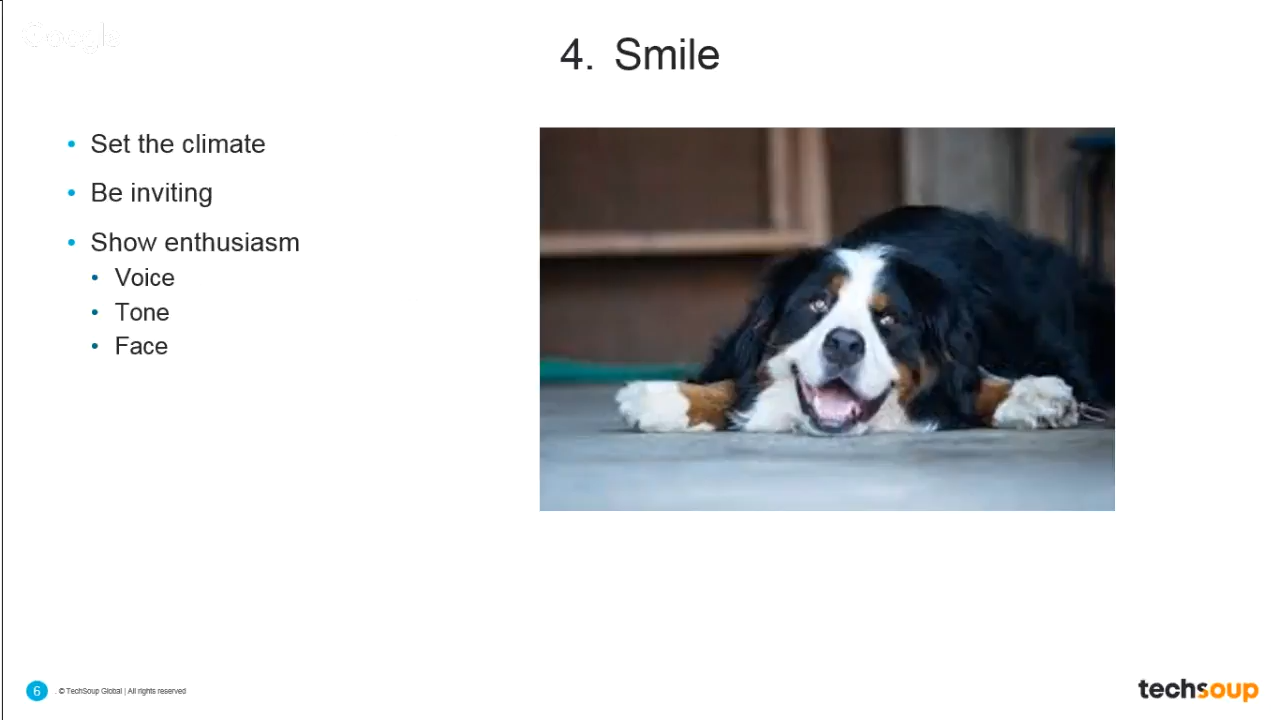 Google
4. Smile
• Set the climate
• Be inviting
• Show enthusiasm
• Voice
• Tone
• Face
6 . © TechSoup Global | All rights reserved
techsoup